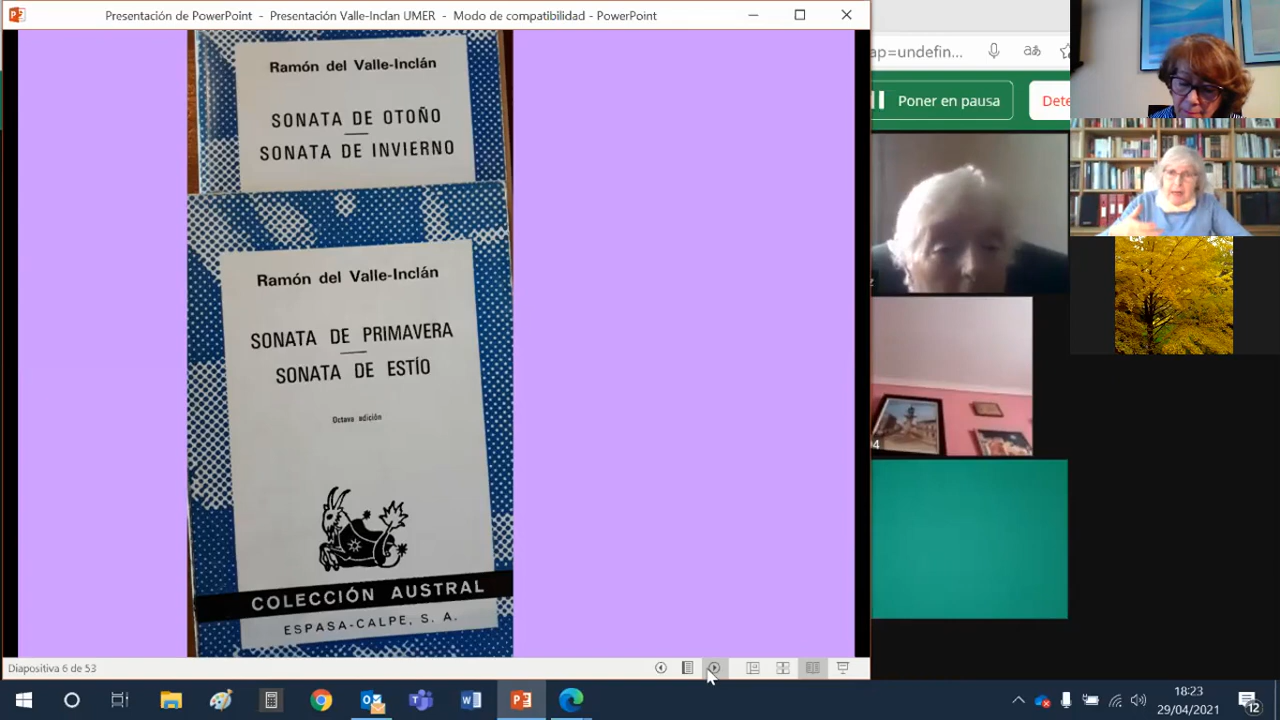 Presentación de PowerPoint - Presentación Valle-Inclan UMER - Modo de compatibilidad - PowerPoint
Ramón del Valle-Inclán
SONATA DE OTOÑO
SONATA DE INVIERNO
Ramón del Valle-Inclán
SONATA DE PRIMAVERA
SONATA DE ESTÍO
Octava edición
COLECCIÓN AUSTRAL
ESPASA-CALPE, S. A.
Diapositiva 6 de 53
ap=undefin...
Poner en pausa
Dete
z
04
18:23
29/04/2021
12